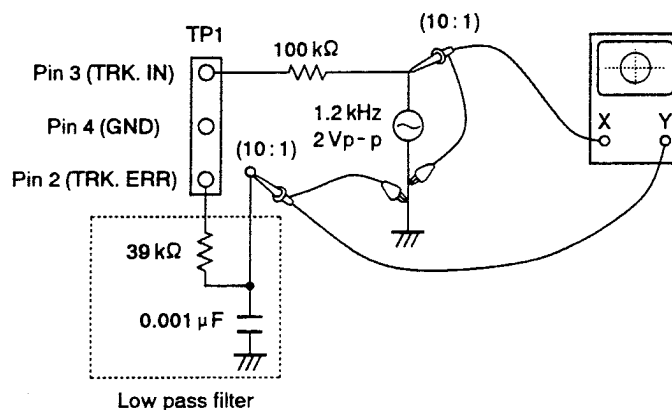 TP1
(10 : 1)
100 kΩ
Pin 3 (TRK. IN)
1.2 kHz
2 Vp - p
X
Y
Pin 4 (GND)
(10 : 1)
Pin 2 (TRK. ERR)
39 kΩ
0.001 µF
Low pass filter